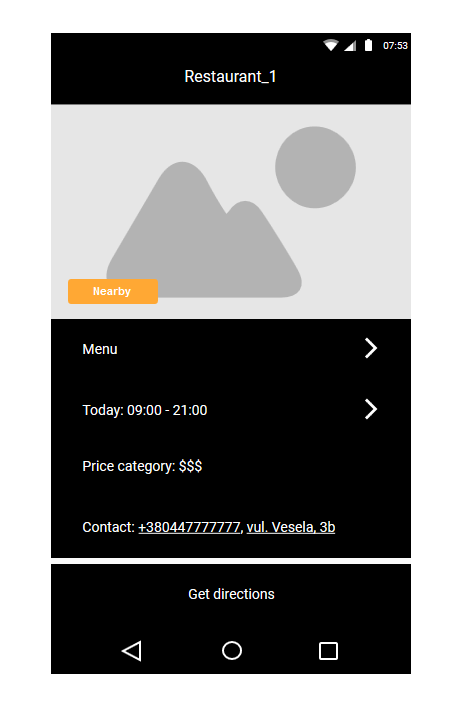 07:53
Restaurant_1
Nearby
Menu
Today: 09:00 - 21:00
Price category: $$$
Contact: +380447777777, vul. Vesela, 3b
Get directions